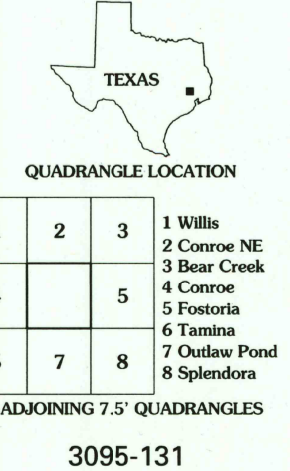 TEXAS
QUADRANGLE LOCATION
2 3
5
7 8
1 Willis
2 Conroe NE
3 Bear Creek
4 Conroe
5 Fostoria
6 Tamina
7 Outlaw Pond
8 Splendora
ADJOINING 7.5' QUADRANGLES
3095-131